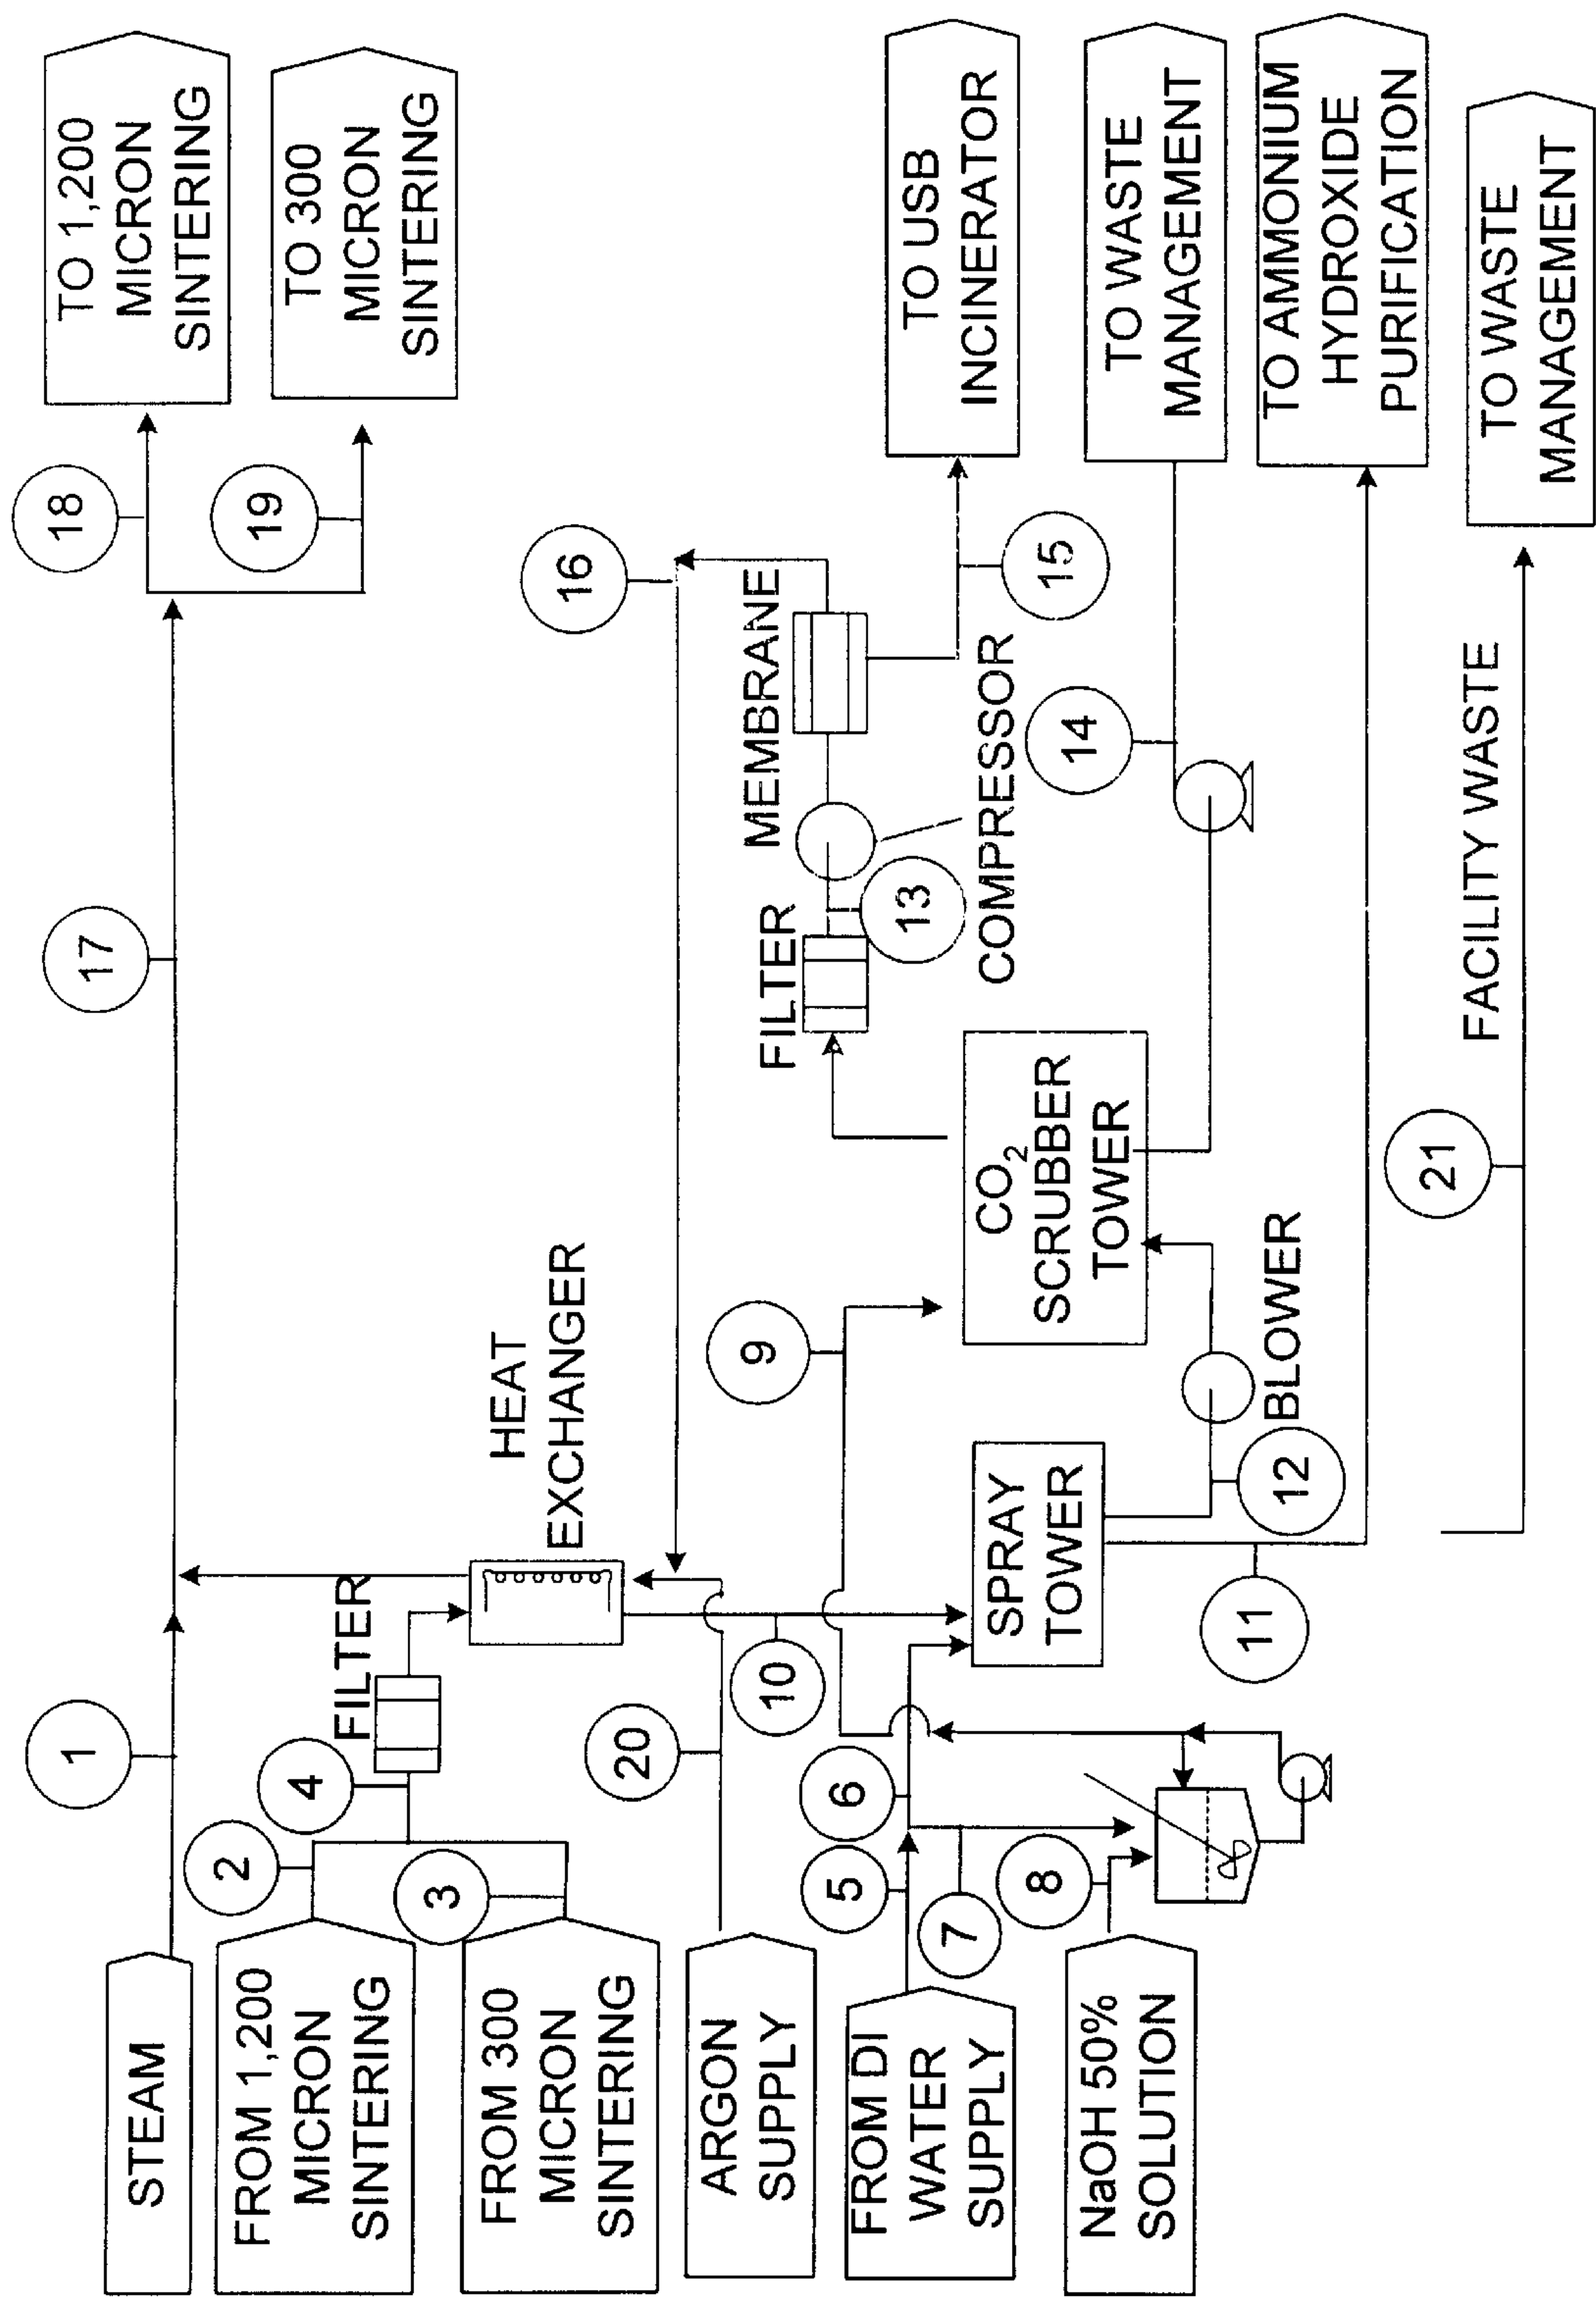 STEAM
FROM 1,200
MICRON
SINTERING
FROM 300
MICRON
SINTERING
ARGON
SUPPLY
FROM DI
WATER
SUPPLY
NaOH 50%
SOLUTION
1
2
3
4
5
6
7
8
9
10
11
12
13
14
15
16
17
18
19
20
21
FILTER
HEAT
EXCHANGER
SPRAY
TOWER
BLOWER
CO₂
SCRUBBER
TOWER
FILTER
COMPRESSOR
MEMBRANE
FACILITY WASTE
TO 1,200
MICRON
SINTERING
TO 300
MICRON
SINTERING
TO USB
INCINERATOR
TO WASTE
MANAGEMENT
TO AMMONIUM
HYDROXIDE
PURIFICATION
TO WASTE
MANAGEMENT